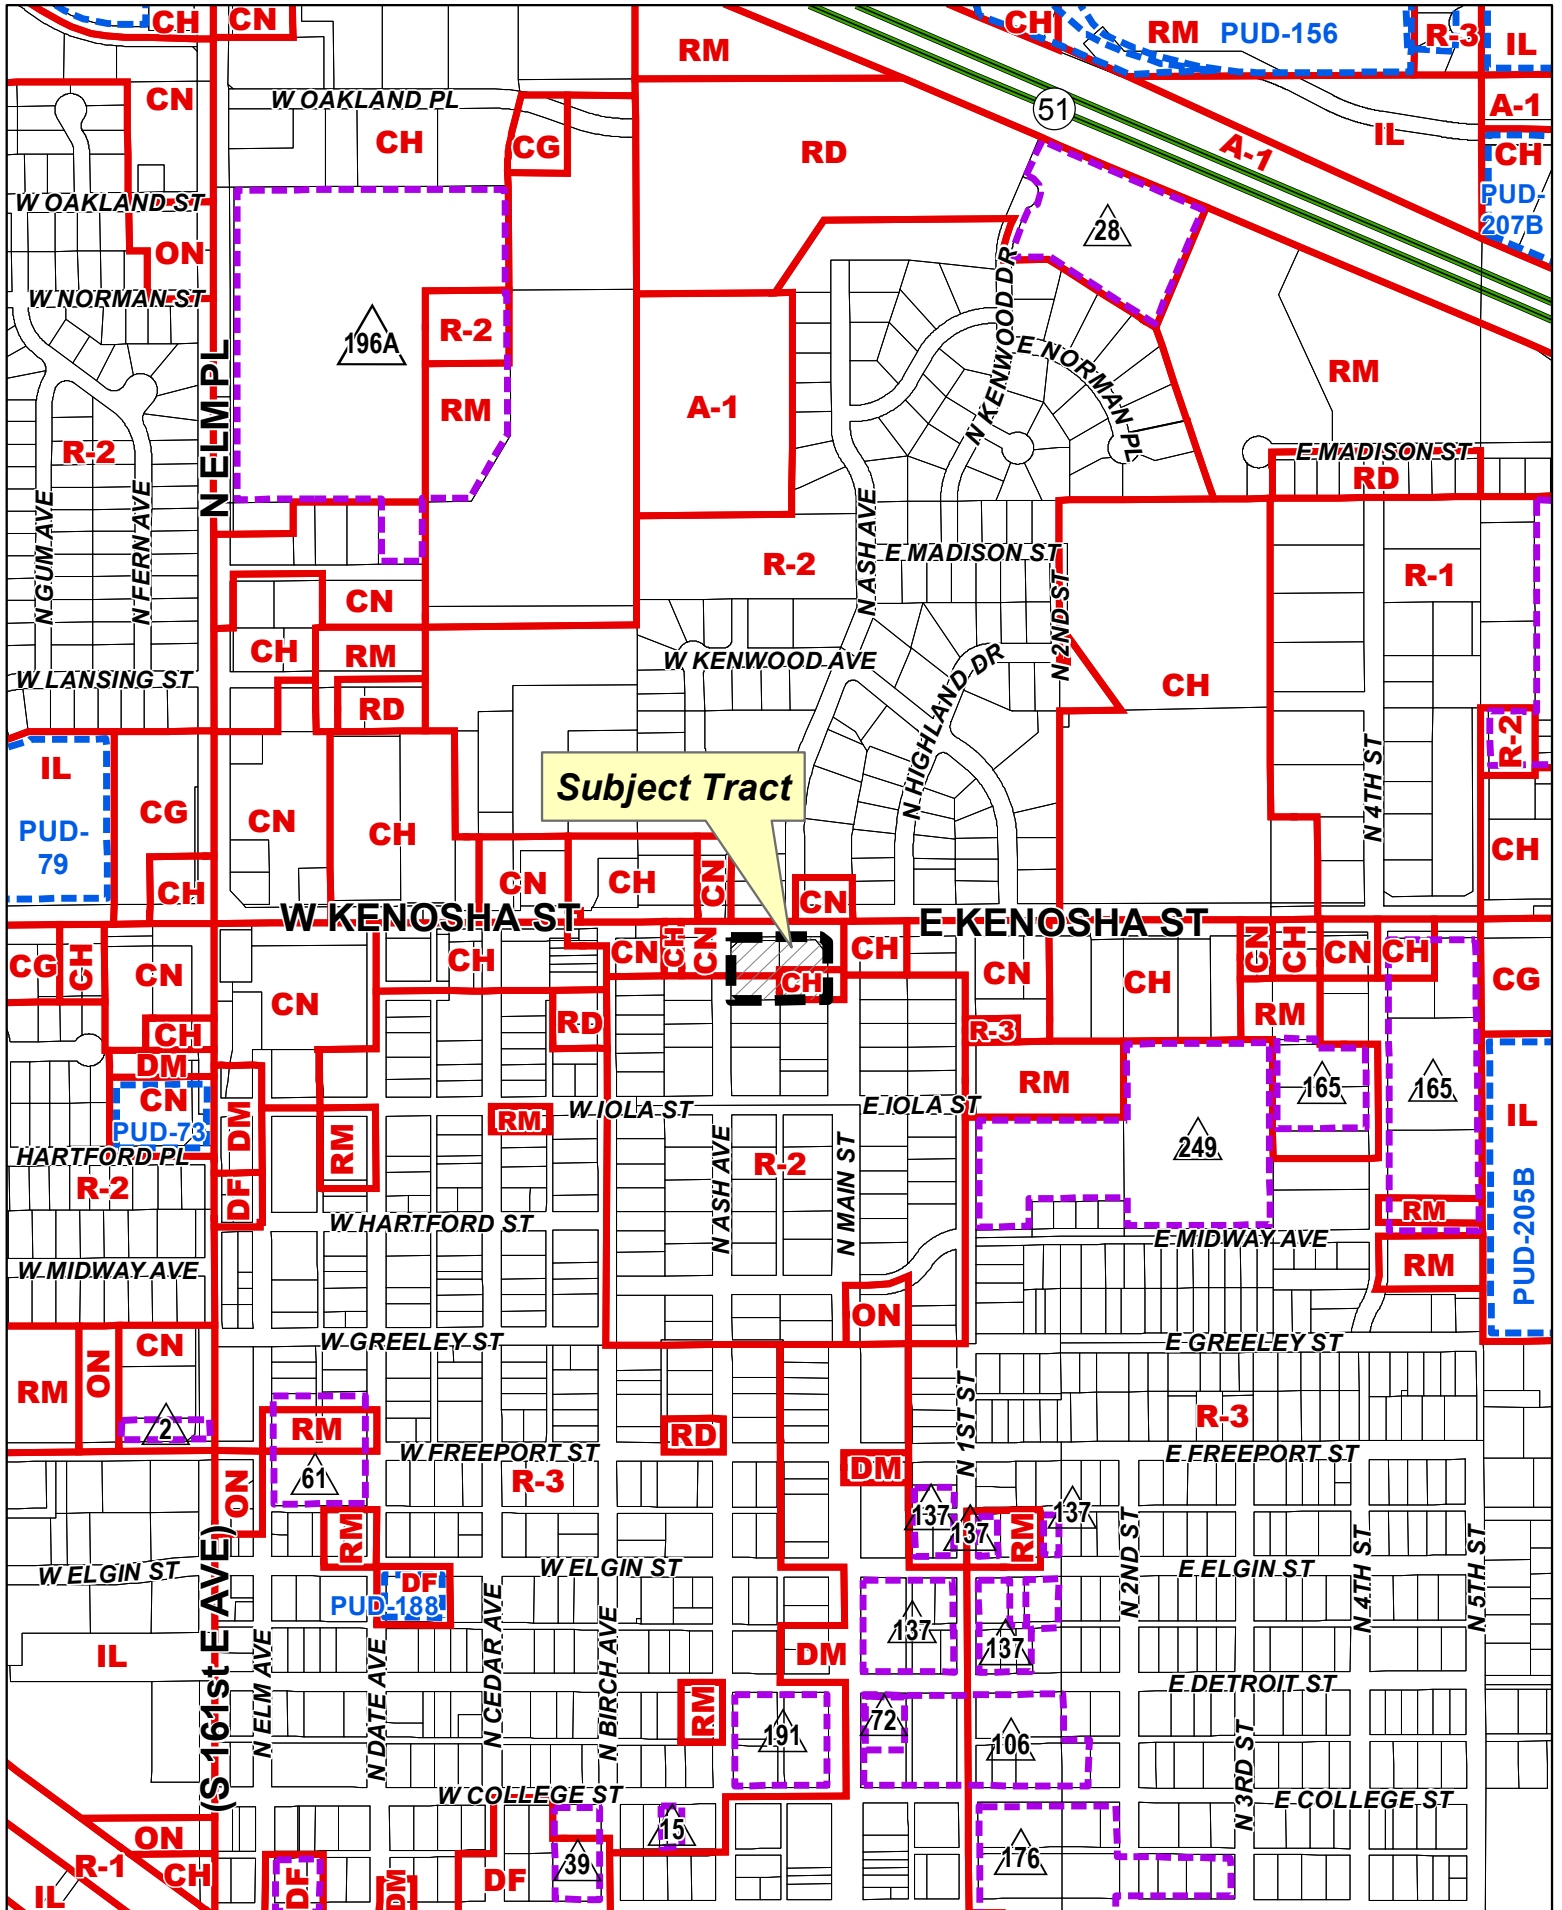 CH
CN
RM
CH
RM
PUD-156
R-3
IL
CN
W OAKLAND PL
CH
CG
RD
51
A-1
IL
A-1
CH
PUD-
207B
W OAKLAND ST
ON
W NORMAN ST
28
196A
R-2
RM
A-1
N KENWOOD DR
E NORMAN PL
RM
R-2
N ELM PL
N GUM AVE
N FERN AVE
E MADISON ST
RD
R-2
N ASH AVE
E MADISON ST
N 2ND ST
R-1
CN
CH
RM
W KENWOOD AVE
N HIGHLAND DR
CH
W LANSING ST
RD
R-2
N 4TH ST
IL
PUD-
79
CG
CH
CN
CH
Subject Tract
CN
CH
CN
CN
CH
W KENOSHA ST
E KENOSHA ST
CG
CH
CN
CH
CN
CH
CN
CH
CN
CH
CH
CN
CH
CN
CH
CN
CH
CG
RD
R-3
RM
DM
CN
PUD-73
DM
DF
RM
RM
W IOLA ST
E IOLA ST
RM
165
165
249
IL
PUD-205B
HARTFORD PL
R-2
W HARTFORD ST
N ASH AVE
R-2
N MAIN ST
RM
E MIDWAY AVE
W MIDWAY AVE
RM
ON
W GREELEY ST
E GREELEY ST
RM
ON
CN
2
RM
61
ON
RD
R-3
N 1ST ST
W FREEPORT ST
E FREEPORT ST
R-3
DM
137
137
137
RM
RM
W ELGIN ST
W ELGIN ST
E ELGIN ST
N 2ND ST
N 4TH ST
N 5TH ST
DF
PUD-188
(S 161st E AVE)
IL
N ELM AVE
N DATE AVE
N CEDAR AVE
N BIRCH AVE
DM
137
137
E DETROIT ST
RM
191
72
106
N 3RD ST
W COLLEGE ST
E COLLEGE ST
ON
R-1
CH
IL
DF
DM
DF
39
15
176